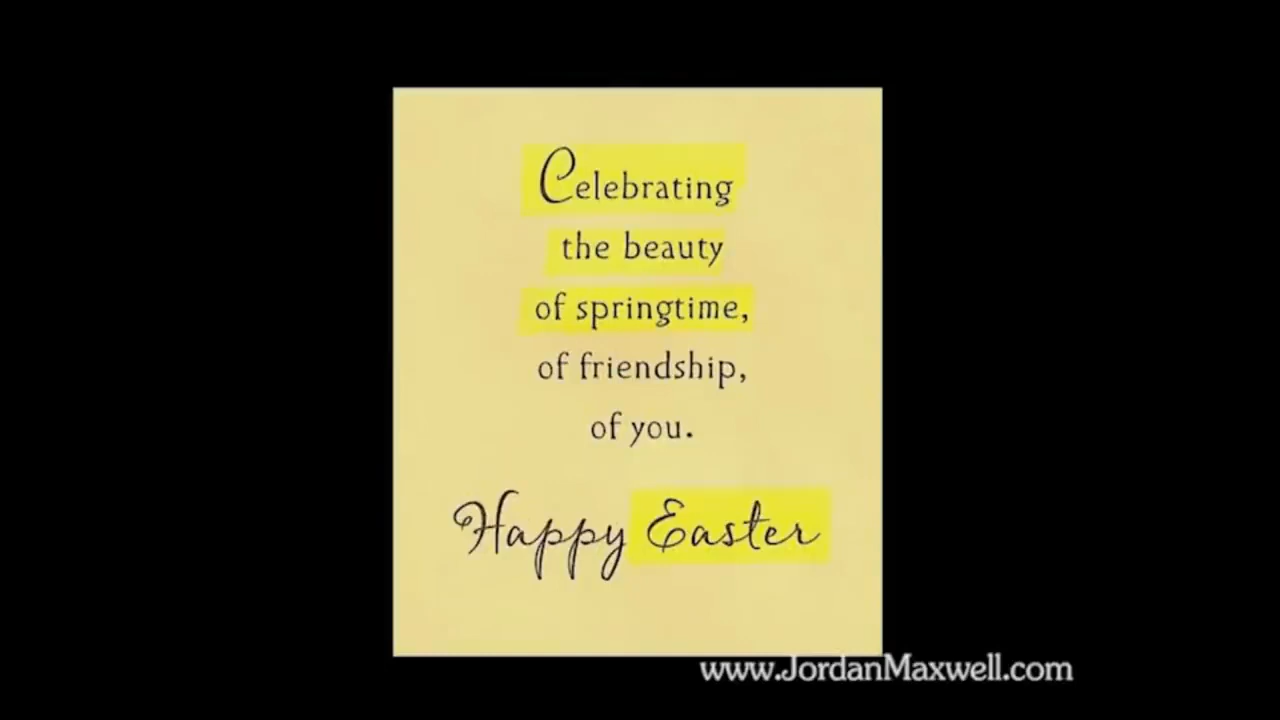 Celebrating
the beauty
of springtime,
of friendship,
of you.
Happy Easter
www.JordanMaxwell.com